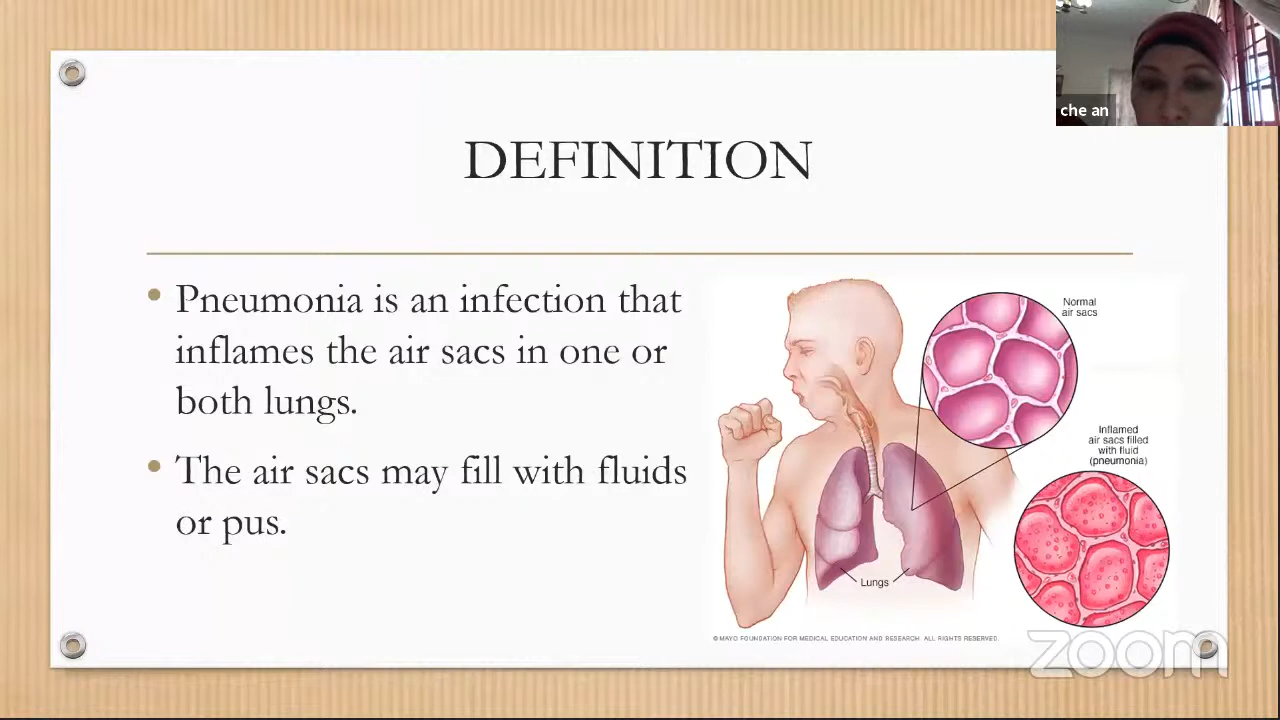 che an
DEFINITION
• Pneumonia is an infection that
inflames the air sacs in one or
both lungs.
• The air sacs may fill with fluids
or pus.
Normal
air sacs
Inflamed
air sacs filled
with fluid
(pneumonia)
Lungs
© MAYO FOUNDATION FOR MEDICAL EDUCATION AND RESEARCH. ALL RIGHTS RESERVED.
zoom